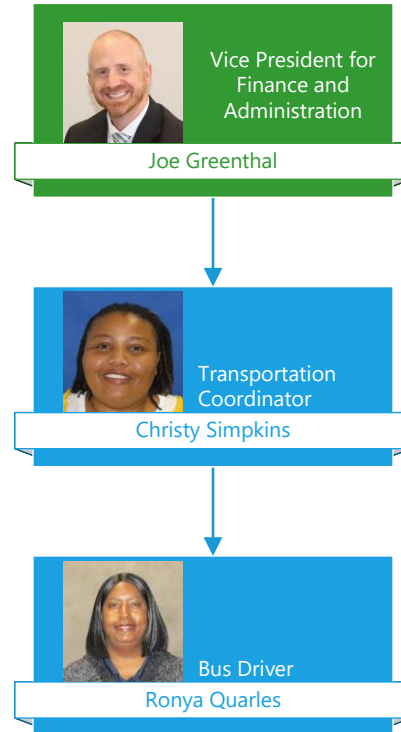 Vice President for
Finance and
Administration
Joe Greenthal
Transportation
Coordinator
Christy Simpkins
Bus Driver
Ronya Quarles